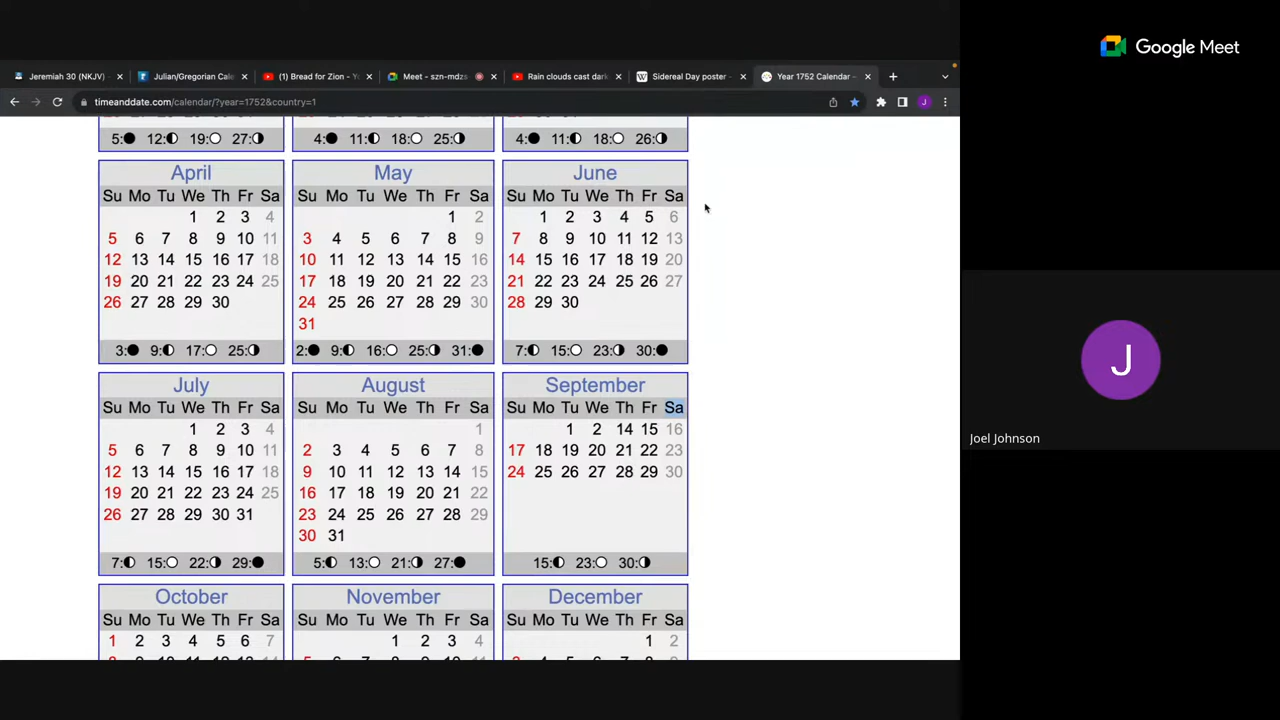 Google Meet
Jeremiah 30 (NKJV)
Julian/Gregorian Cale
(1) Bread for Zion - Yo
Meet - szn-mdzs
Rain clouds cast dark
Sidereal Day poster -
Year 1752 Calendar -
timeanddate.com/calendar/?year=1752&country=1
J
5: 12: 19: 27:
4: 11: 18: 25:
4: 11: 18: 26:
April
Su Mo Tu We Th Fr Sa
1 2 3 4
5 6 7 8 9 10 11
12 13 14 15 16 17 18
19 20 21 22 23 24 25
26 27 28 29 30
3: 9: 17: 25:
May
Su Mo Tu We Th Fr Sa
1 2
3 4 5 6 7 8 9
10 11 12 13 14 15 16
17 18 19 20 21 22 23
24 25 26 27 28 29 30
31
2: 9: 16: 25: 31:
June
Su Mo Tu We Th Fr Sa
1 2 3 4 5 6
7 8 9 10 11 12 13
14 15 16 17 18 19 20
21 22 23 24 25 26 27
28 29 30
7: 15: 23: 30:
July
Su Mo Tu We Th Fr Sa
1 2 3 4
5 6 7 8 9 10 11
12 13 14 15 16 17 18
19 20 21 22 23 24 25
26 27 28 29 30 31
7: 15: 22: 29:
August
Su Mo Tu We Th Fr Sa
1
2 3 4 5 6 7 8
9 10 11 12 13 14 15
16 17 18 19 20 21 22
23 24 25 26 27 28 29
30 31
5: 13: 21: 27:
September
Su Mo Tu We Th Fr Sa
1 2 14 15 16
17 18 19 20 21 22 23
24 25 26 27 28 29 30
15: 23: 30:
October
Su Mo Tu We Th Fr Sa
1 2 3 4 5 6 7
November
Su Mo Tu We Th Fr Sa
1 2 3 4
December
Su Mo Tu We Th Fr Sa
1 2
J
Joel Johnson